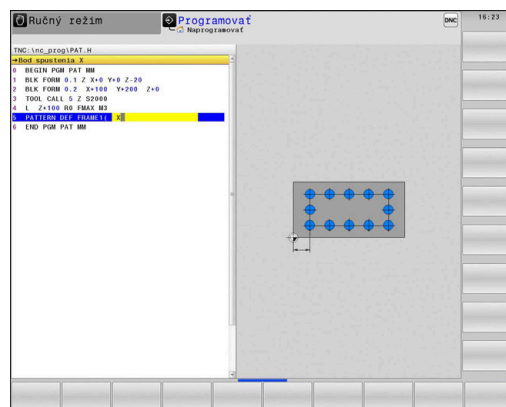 Ručný režim
Programovať
Naprogramovať
DNC
16:23
TNC:\nc_prog\PAT.H
→Bod spustenia X
0 BEGIN PGM PAT MM
1 BLK FORM 0.1 Z X+0 Y+0 Z-20
2 BLK FORM 0.2 X+100 Y+200 Z+0
3 TOOL CALL 5 Z S2000
4 L Z+100 R0 FMAX M3
5 PATTERN DEF FRAME1( X
6 END PGM PAT MM